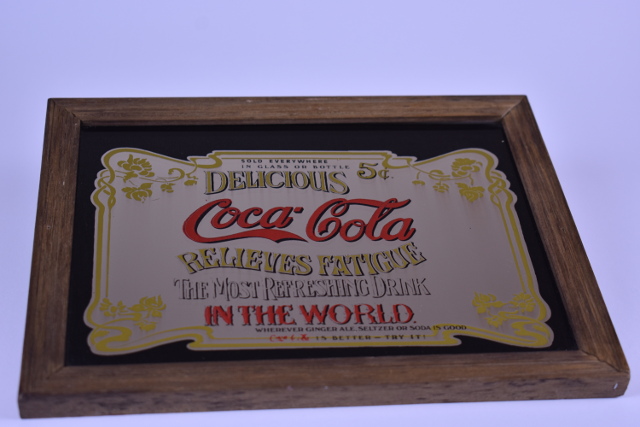 SOLD EVERYWHERE
IN GLASS OR BOTTLE
DELICIOUS 5¢
Coca-Cola
RELIEVES FATIGUE
THE MOST REFRESHING DRINK
IN THE WORLD.
WHEREVER GINGER ALE, SELTZER OR SODA IS GOOD
IS BETTER — TRY IT!